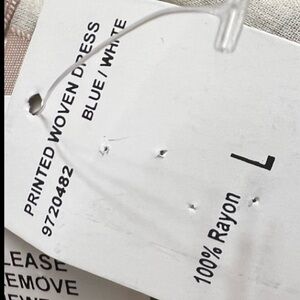 PRINTED WOVEN DRESS
9720482 BLUE / WHITE
100% Rayon L
LEASE
EMOVE